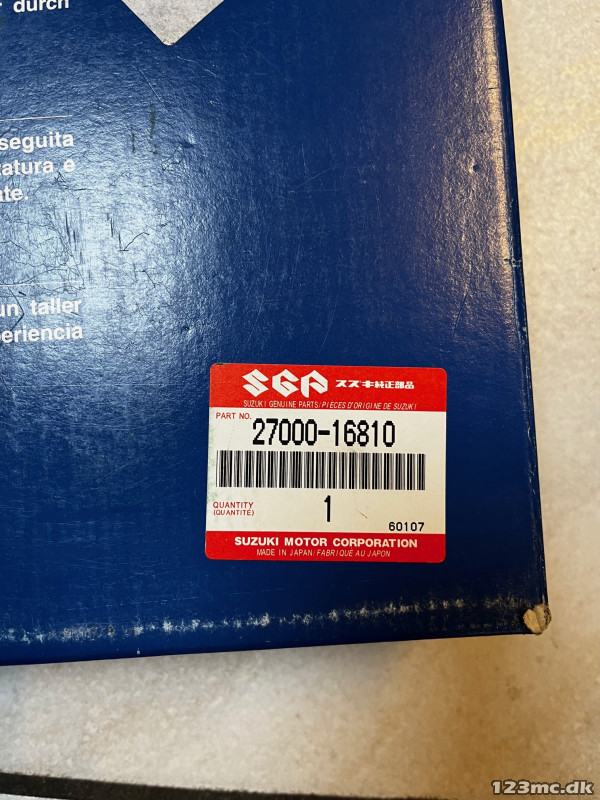 durch
seguita
atura e
te.
un taller
periencia
SGP スズキ純正部品
SUZUKI GENUINE PARTS/PIECES D'ORIGINE DE SUZUKI
PART NO. 27000-16810
QUANTITY 1
(QUANTITÉ) 60107
SUZUKI MOTOR CORPORATION
MADE IN JAPAN/FABRIQUE AU JAPON
123mc.dk